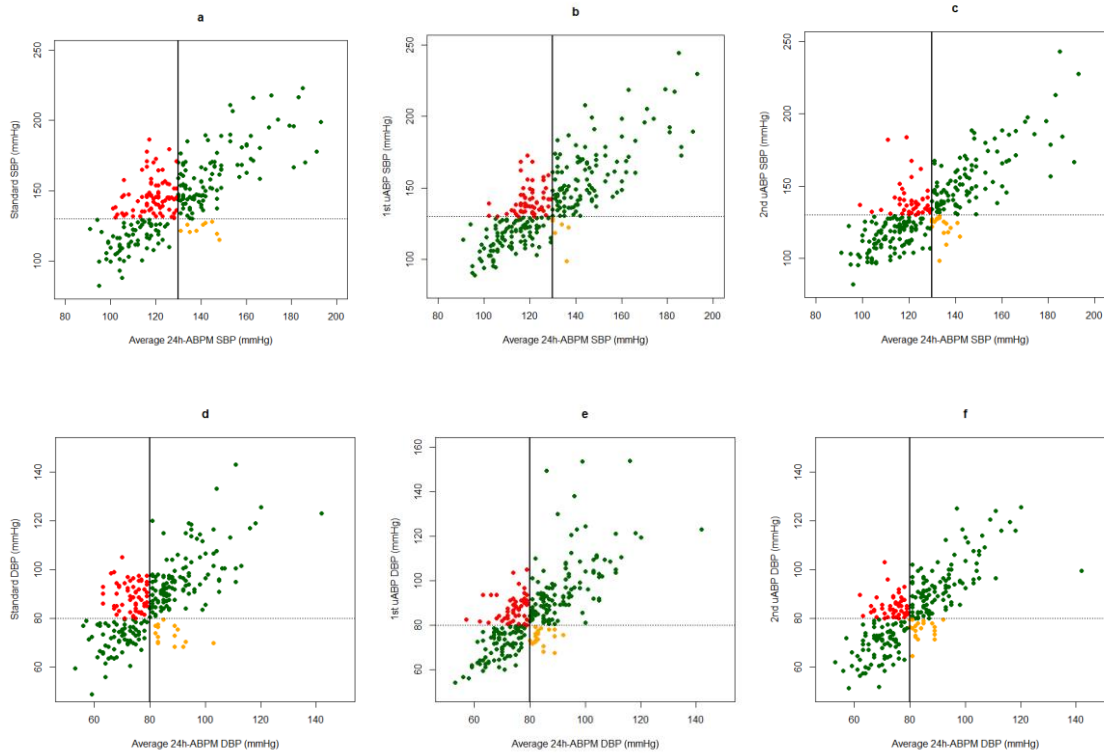 a
Standard SBP (mmHg)
250
200
150
100
80 100 120 140 160 180 200
Average 24h-ABPM SBP (mmHg)
b
1st uABP SBP (mmHg)
250
200
150
100
80 100 120 140 160 180 200
Average 24h-ABPM SBP (mmHg)
c
2nd uABP SBP (mmHg)
250
200
150
100
80 100 120 140 160 180 200
Average 24h-ABPM SBP (mmHg)
d
Standard DBP (mmHg)
140
120
100
80
60
60 80 100 120 140
Average 24h-ABPM DBP (mmHg)
e
1st uABP DBP (mmHg)
160
140
120
100
80
60
60 80 100 120 140
Average 24h-ABPM DBP (mmHg)
f
2nd uABP DBP (mmHg)
140
120
100
80
60
60 80 100 120 140
Average 24h-ABPM DBP (mmHg)